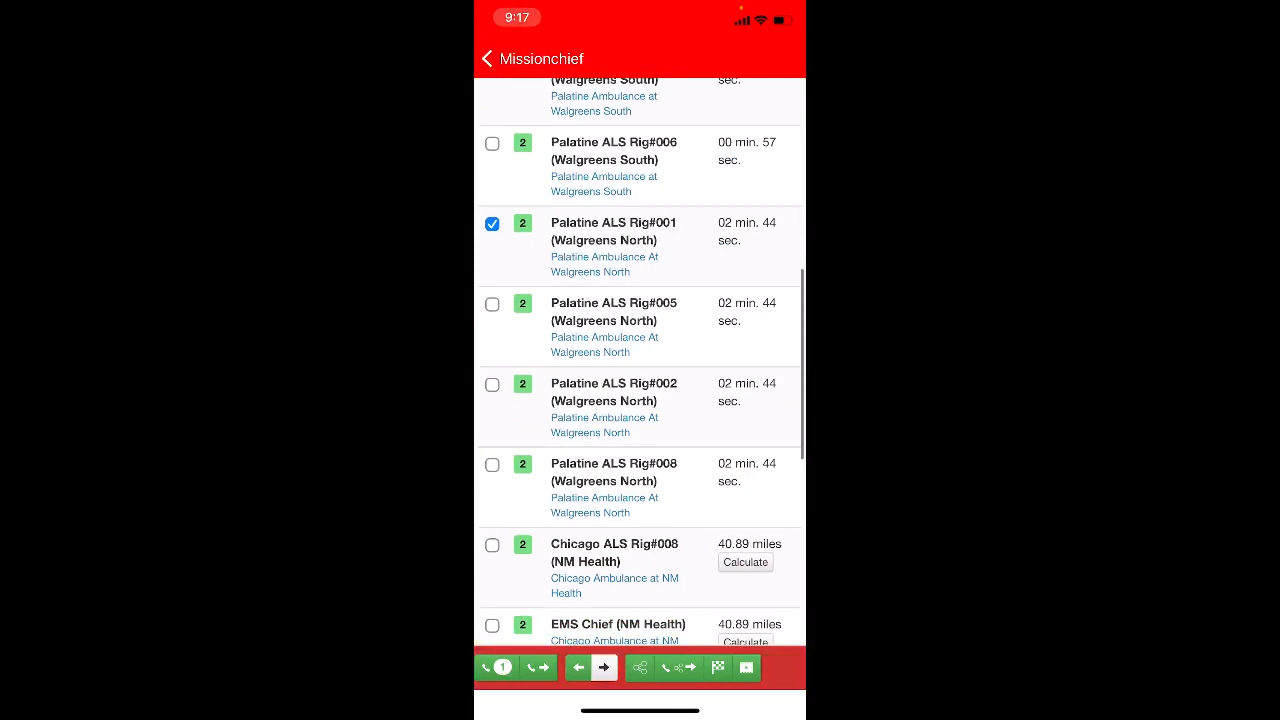 9:17
Missionchief
(Walgreens South)
sec.
Palatine Ambulance at
Walgreens South
2
Palatine ALS Rig#006
(Walgreens South)
00 min. 57
sec.
Palatine Ambulance at
Walgreens South
2
Palatine ALS Rig#001
(Walgreens North)
02 min. 44
sec.
Palatine Ambulance At
Walgreens North
2
Palatine ALS Rig#005
(Walgreens North)
02 min. 44
sec.
Palatine Ambulance At
Walgreens North
2
Palatine ALS Rig#002
(Walgreens North)
02 min. 44
sec.
Palatine Ambulance At
Walgreens North
2
Palatine ALS Rig#008
(Walgreens North)
02 min. 44
sec.
Palatine Ambulance At
Walgreens North
2
Chicago ALS Rig#008
(NM Health)
40.89 miles
Calculate
Chicago Ambulance at NM
Health
2
EMS Chief (NM Health)
40.89 miles
Chicago Ambulance at NM
Calculate
1